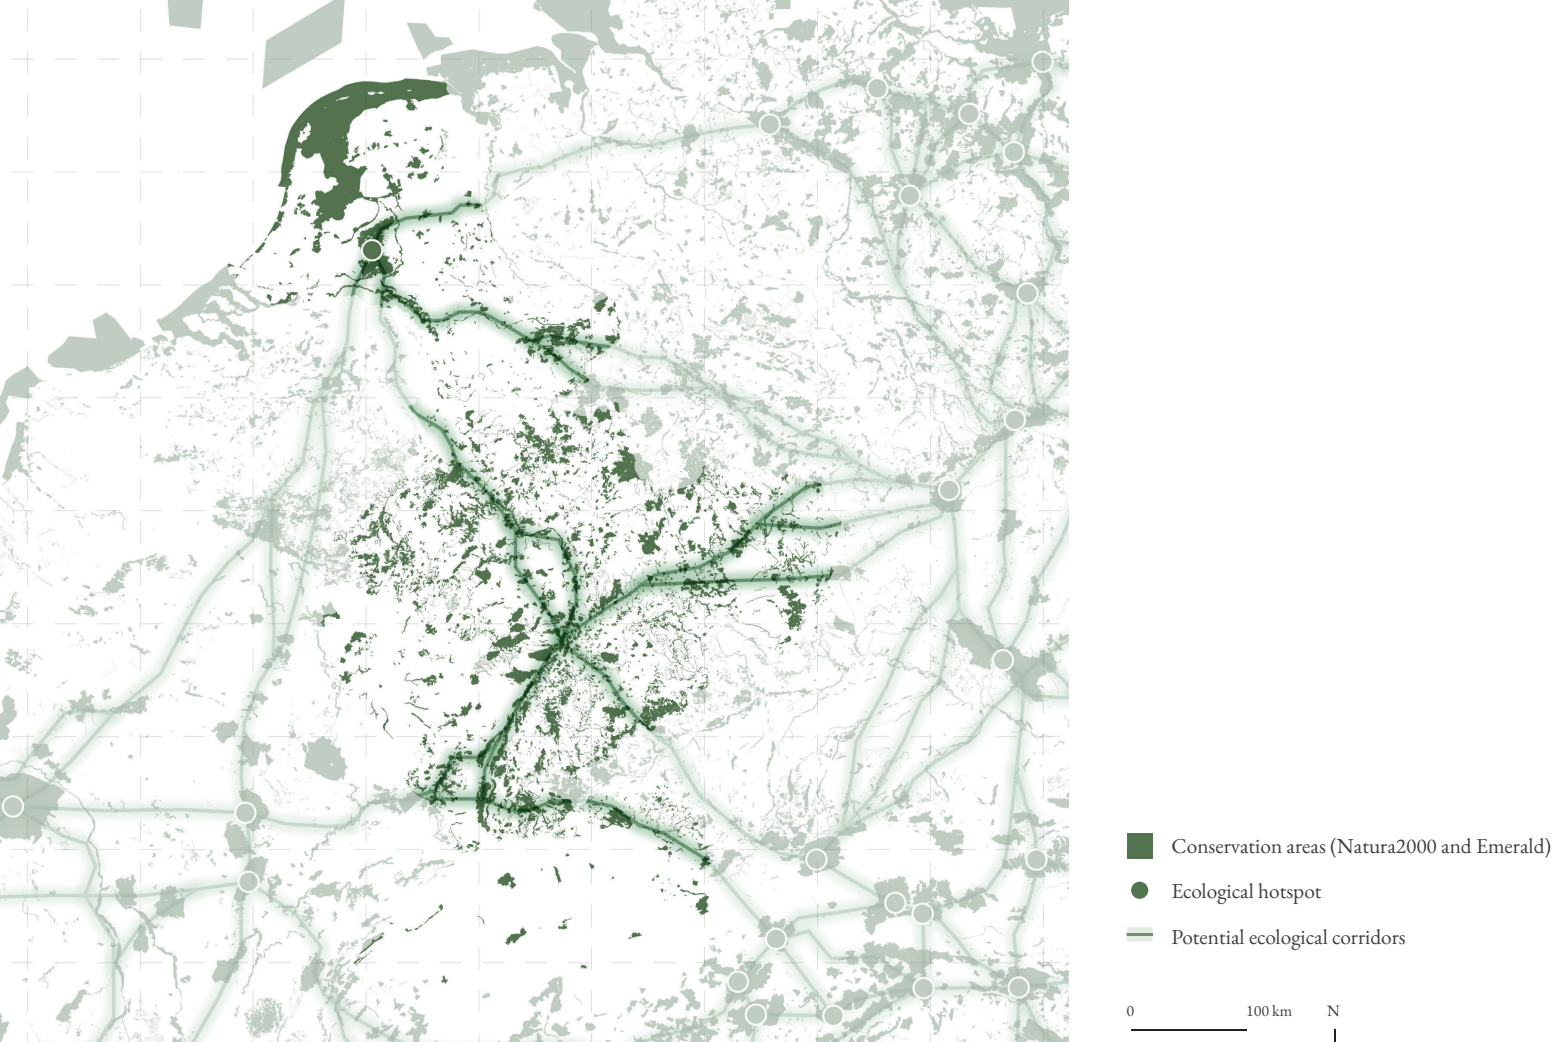 Conservation areas (Natura2000 and Emerald)
Ecological hotspot
Potential ecological corridors
0 100 km N